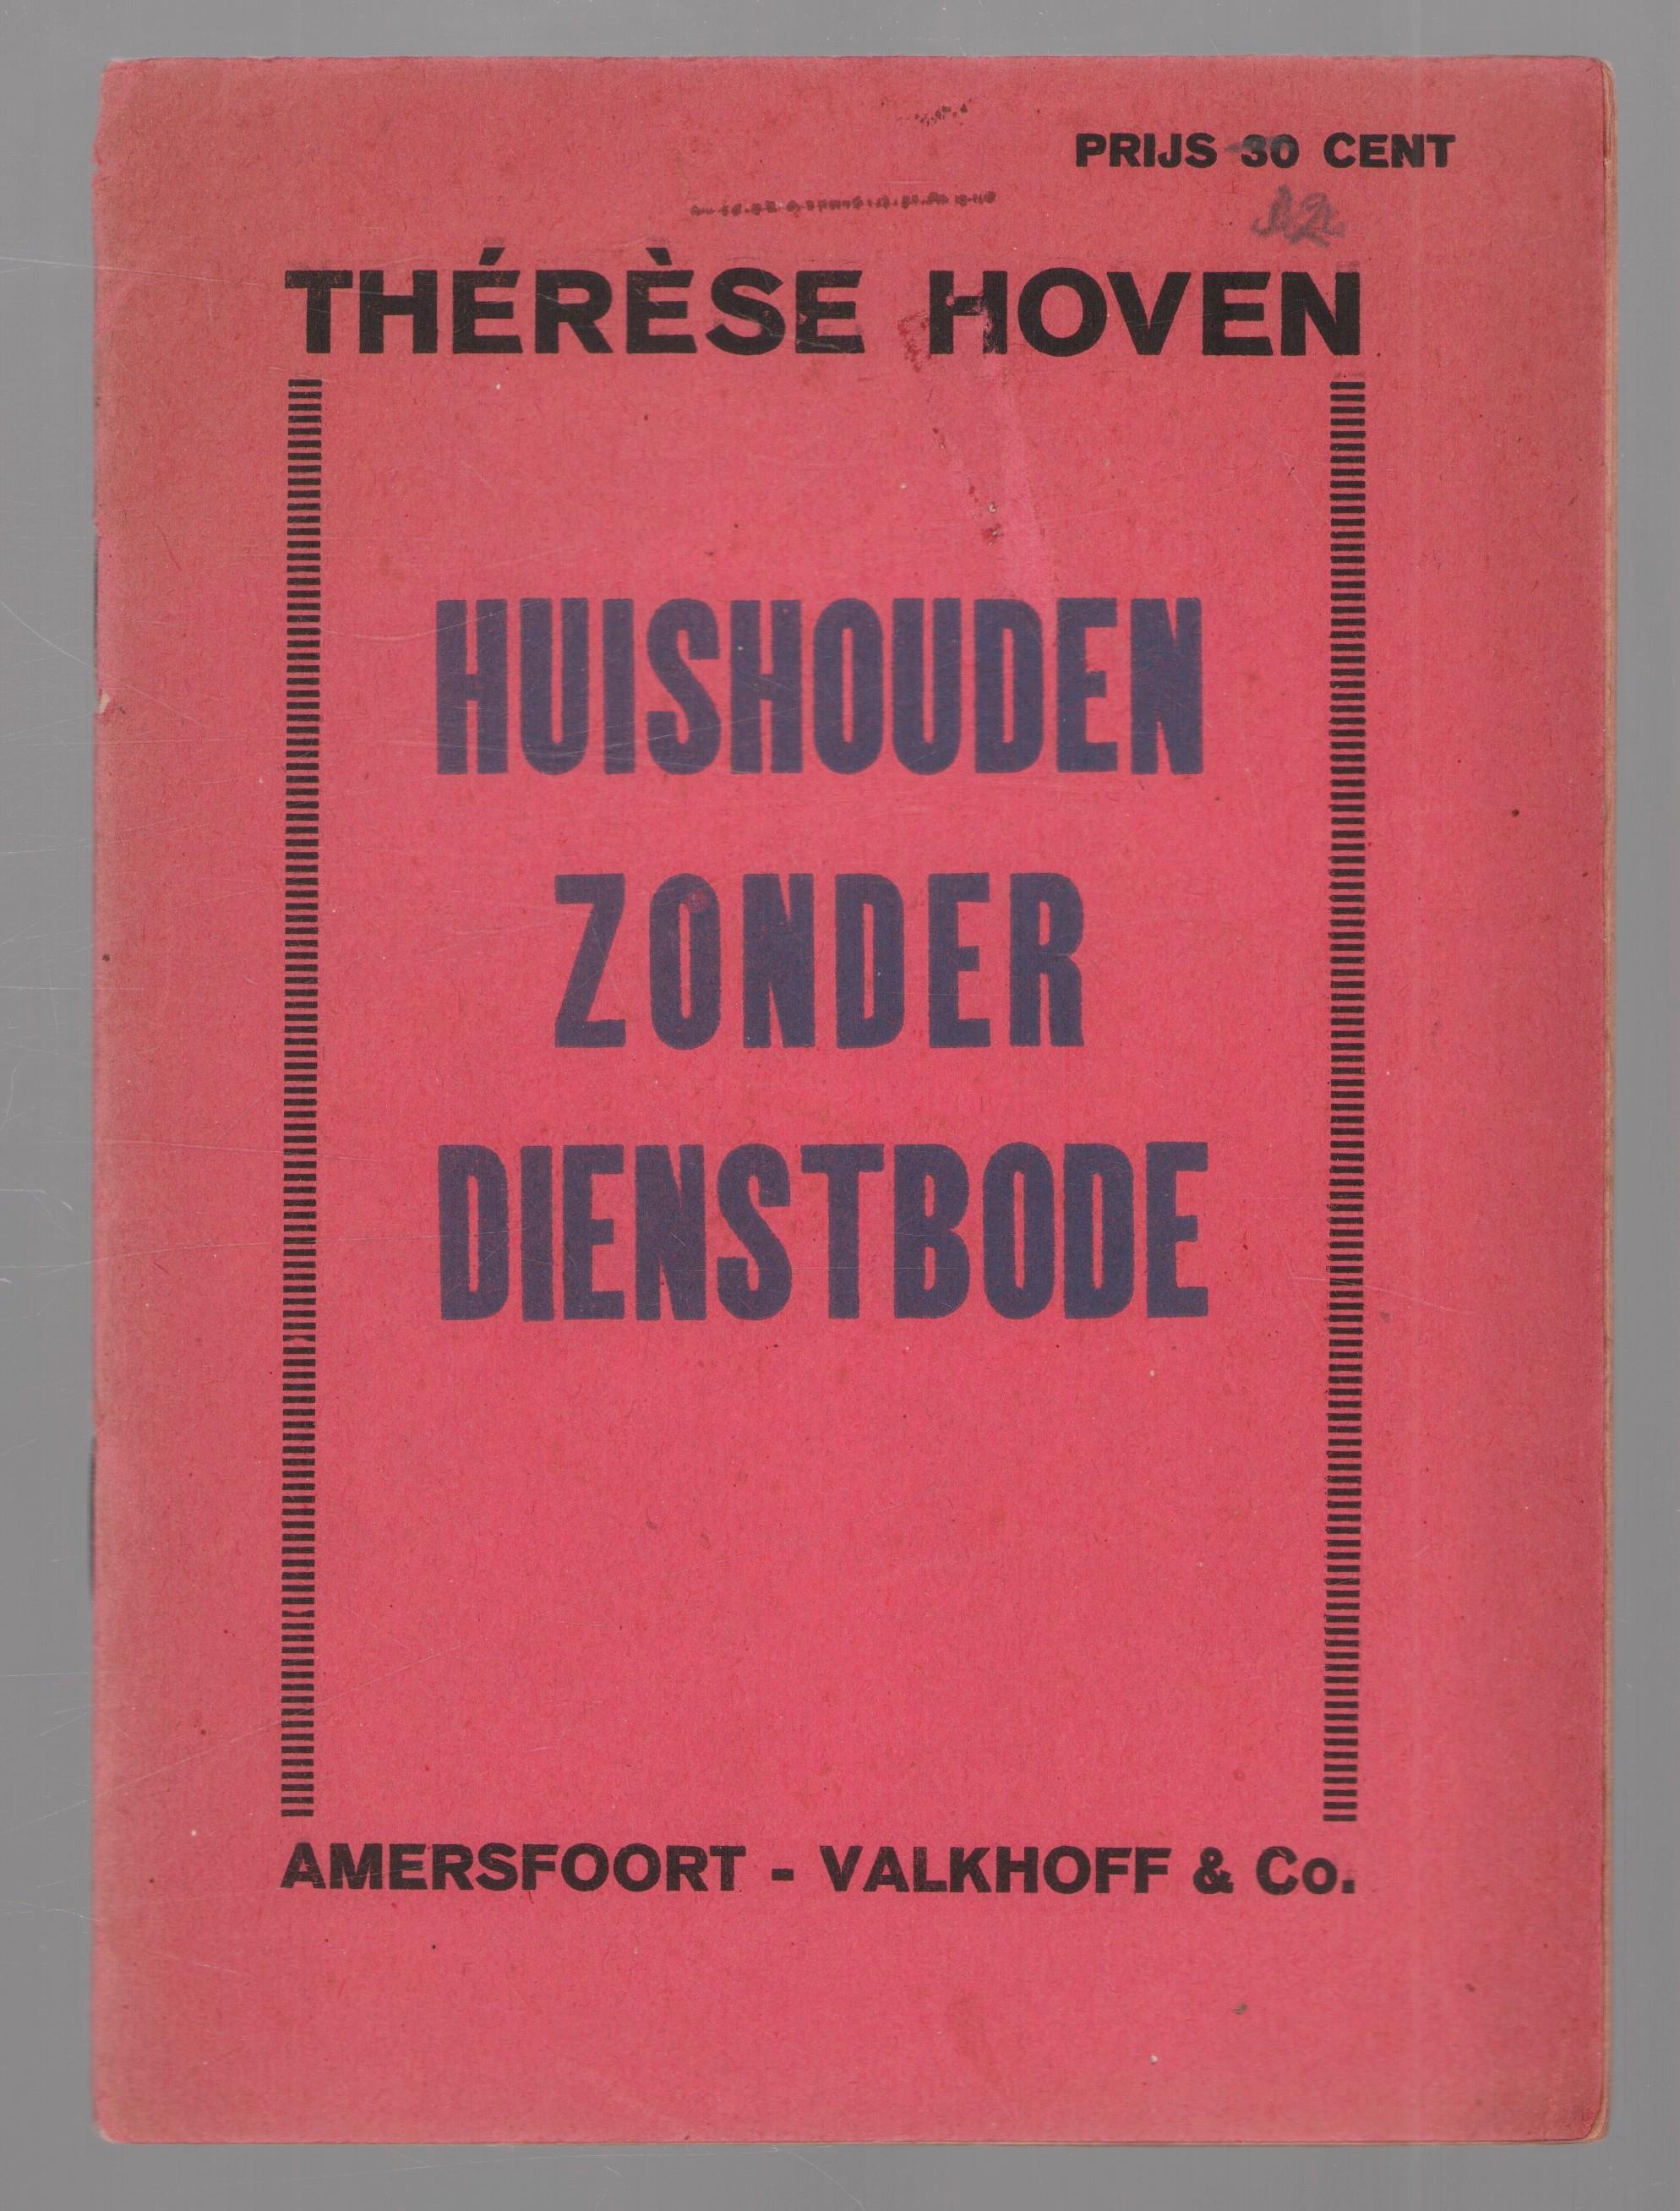 PRIJS 30 CENT
THÉRÈSE HOVEN
HUISHOUDEN
ZONDER
DIENSTBODE
AMERSFOORT - VALKHOFF & Co.